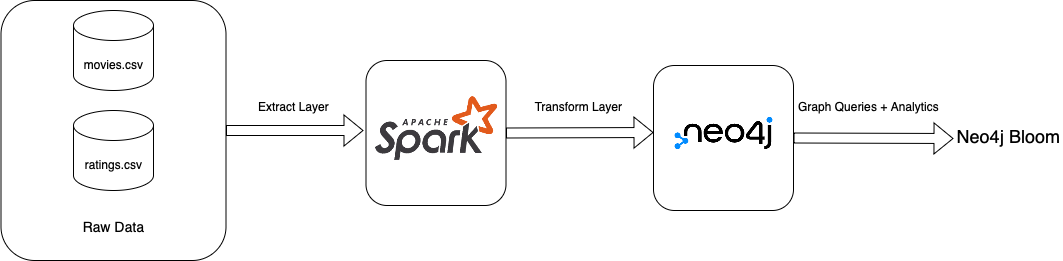 movies.csv
ratings.csv
Raw Data
Extract Layer
APACHE
Spark
Transform Layer
neo4j
Graph Queries + Analytics
Neo4j Bloom